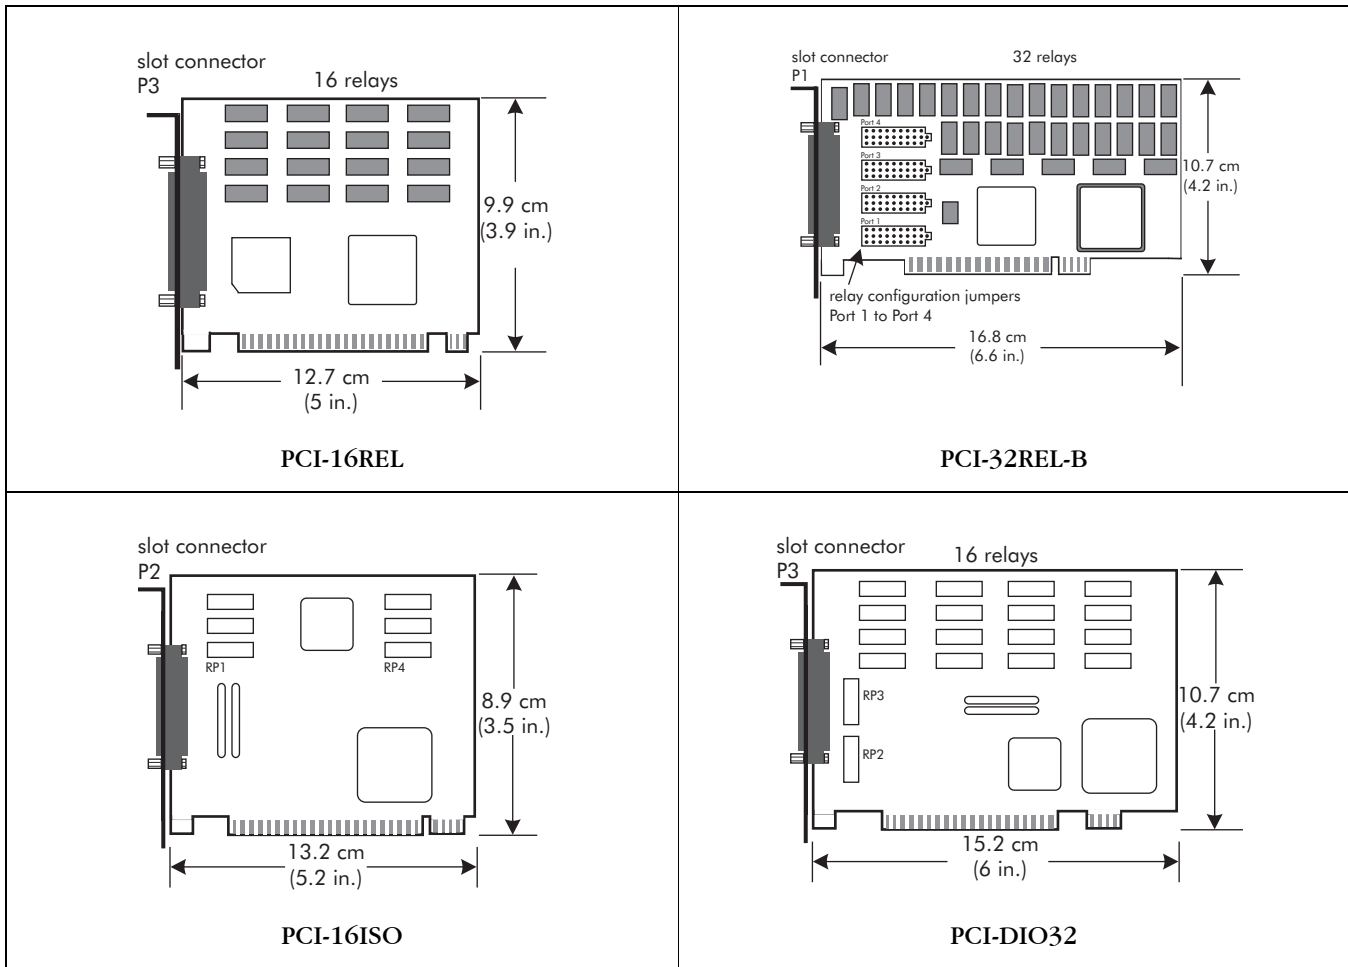 slot connector
P3
16 relays
9.9 cm
(3.9 in.)
12.7 cm
(5 in.)
PCI-16REL
slot connector
P1
32 relays
Port 4
Port 3
Port 2
Port 1
10.7 cm
(4.2 in.)
relay configuration jumpers
Port 1 to Port 4
16.8 cm
(6.6 in.)
PCI-32REL-B
slot connector
P2
RP1
RP4
8.9 cm
(3.5 in.)
13.2 cm
(5.2 in.)
PCI-16ISO
slot connector
P3
16 relays
RP3
RP2
10.7 cm
(4.2 in.)
15.2 cm
(6 in.)
PCI-DIO32